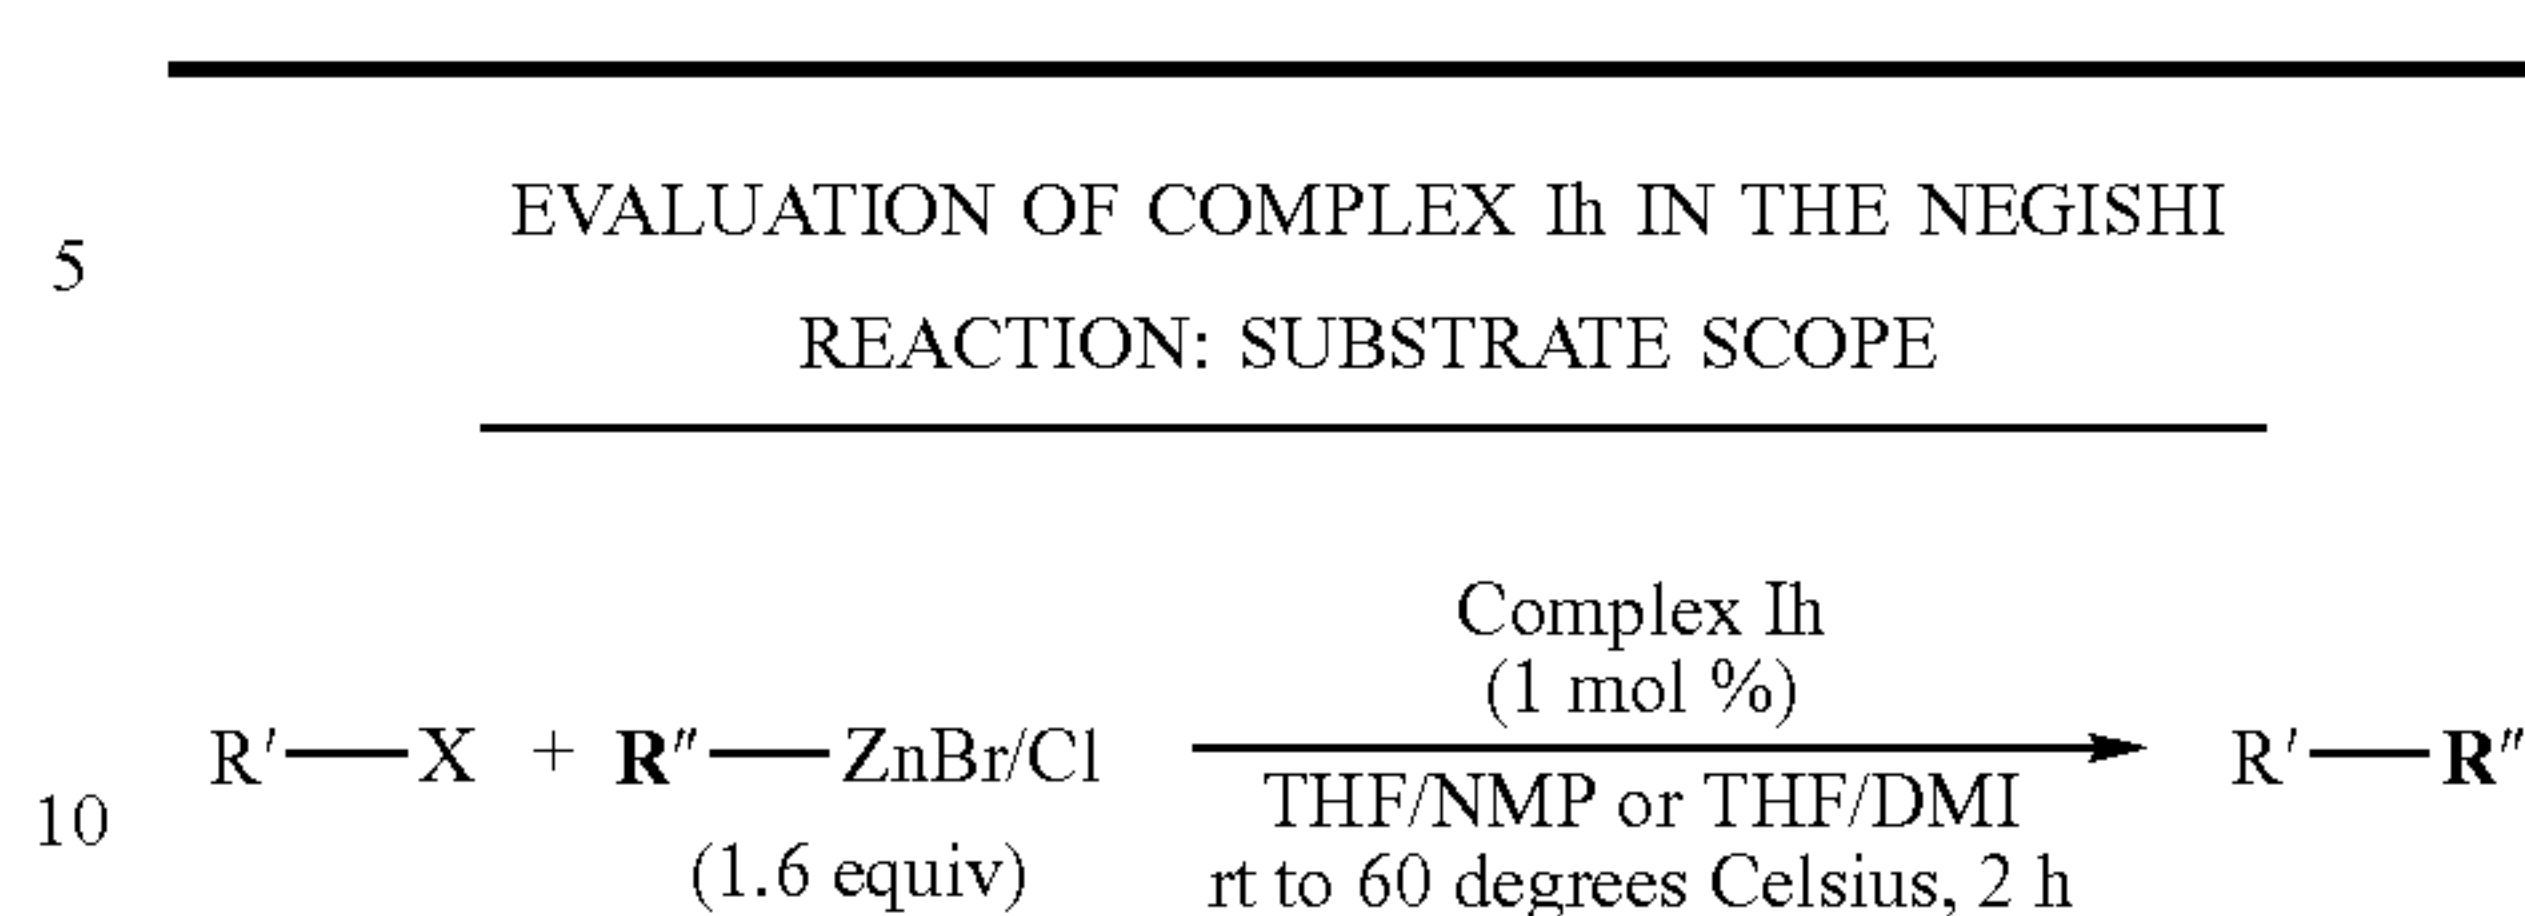 5
EVALUATION OF COMPLEX Ih IN THE NEGISHI
REACTION: SUBSTRATE SCOPE
Complex Ih
(1 mol %)
R′—X + R″—ZnBr/Cl R′—R″
10
THF/NMP or THF/DMI
(1.6 equiv)
rt to 60 degrees Celsius, 2 h